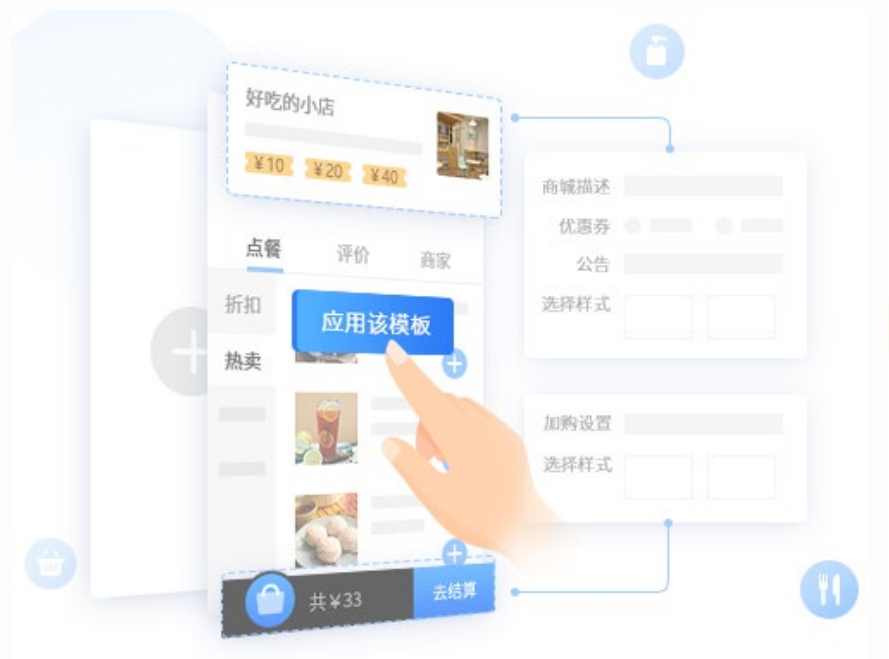 好吃的小店
¥10 ¥20 ¥40
点餐 评价 商家
折扣
应用该模板
热卖
共¥33 去结算
商城描述
优惠券
公告
选择样式
加购设置
选择样式